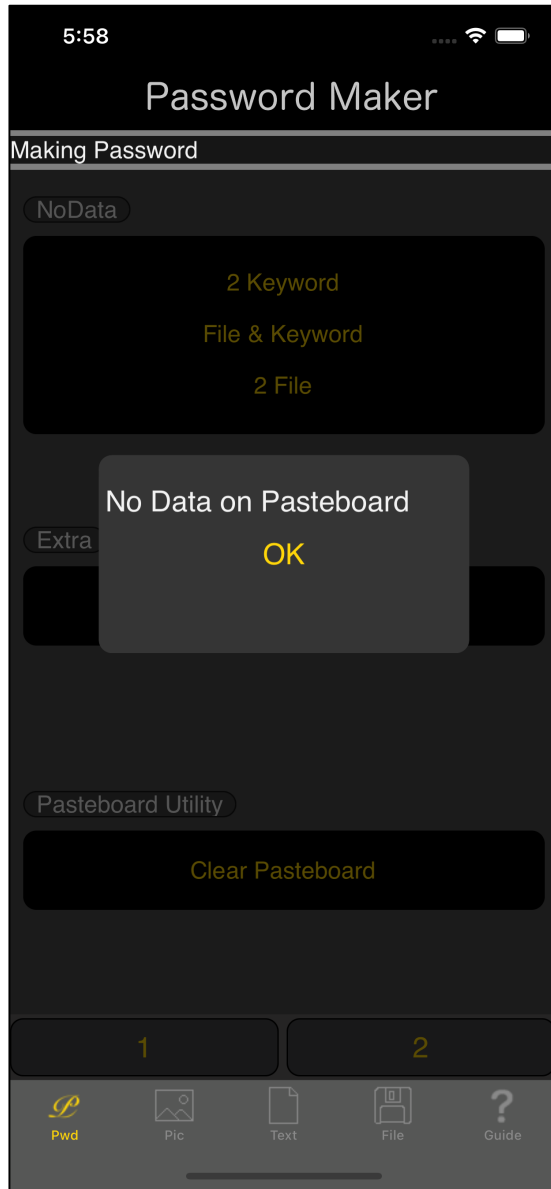 5:58
Password Maker
Making Password
NoData
2 Keyword
File & Keyword
2 File
No Data on Pasteboard
Extra
OK
Pasteboard Utility
Clear Pasteboard
1 2
Pwd Pic Text File Guide